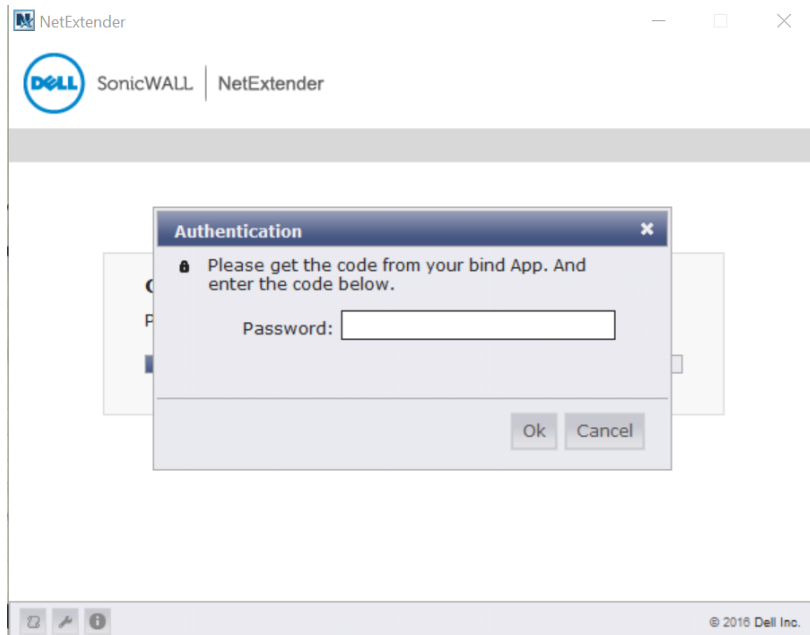 NetExtender
DELL SonicWALL NetExtender
Authentication
Please get the code from your bind App. And
enter the code below.
Password:
Ok Cancel
© 2016 Dell Inc.